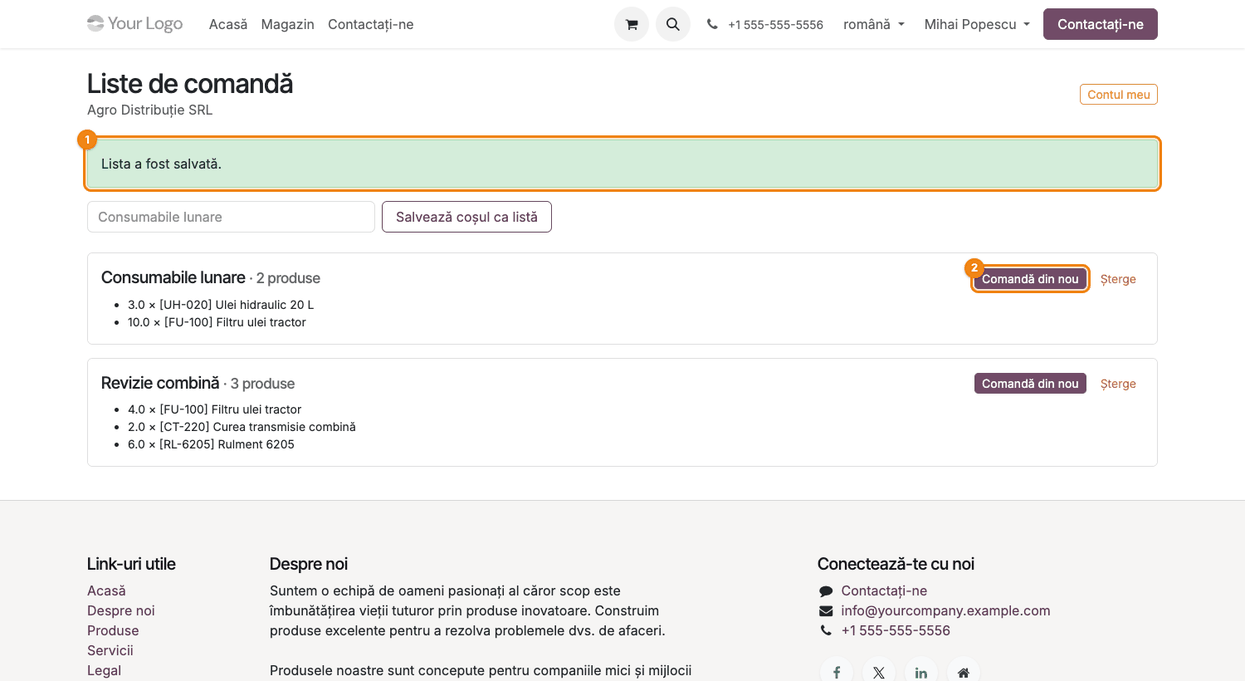 Your Logo
Acasă Magazin Contactați-ne
+1 555-555-5556 română Mihai Popescu Contactați-ne
Liste de comandă
Agro Distribuție SRL
Contul meu
1
Lista a fost salvată.
Consumabile lunare
Salvează coșul ca listă
Consumabile lunare · 2 produse
2
Comandă din nou Șterge
3.0 × [UH-020] Ulei hidraulic 20 L
10.0 × [FU-100] Filtru ulei tractor
Revizie combină · 3 produse
Comandă din nou Șterge
4.0 × [FU-100] Filtru ulei tractor
2.0 × [CT-220] Curea transmisie combină
6.0 × [RL-6205] Rulment 6205
Link-uri utile
Acasă
Despre noi
Produse
Servicii
Legal
Despre noi
Suntem o echipă de oameni pasionați al căror scop este
îmbunătățirea vieții tuturor prin produse inovatoare. Construim
produse excelente pentru a rezolva problemele dvs. de afaceri.
Produsele noastre sunt concepute pentru companiile mici și mijlocii
Conectează-te cu noi
Contactați-ne
info@yourcompany.example.com
+1 555-555-5556